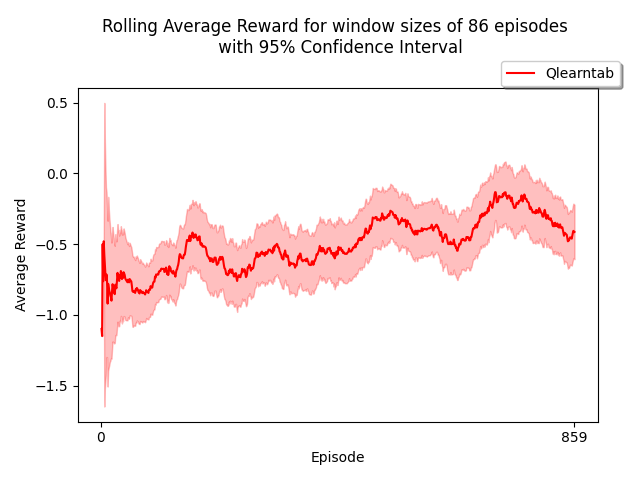 Rolling Average Reward for window sizes of 86 episodes
with 95% Confidence Interval
Qlearntab
0.5
0.0
−0.5
−1.0
−1.5
Average Reward
0
859
Episode